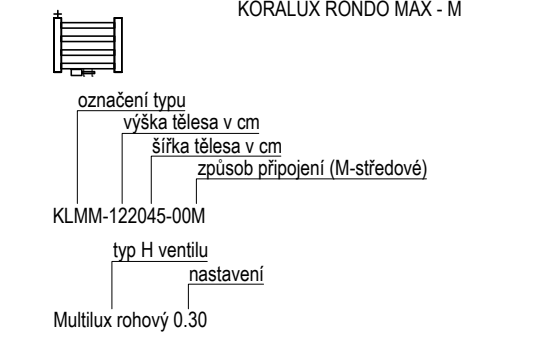 KORALUX RONDO MAX - M
označení typu
výška tělesa v cm
šířka tělesa v cm
způsob připojení (M-středové)
KLMM-122045-00M
typ H ventilu
nastavení
Multilux rohový 0.30